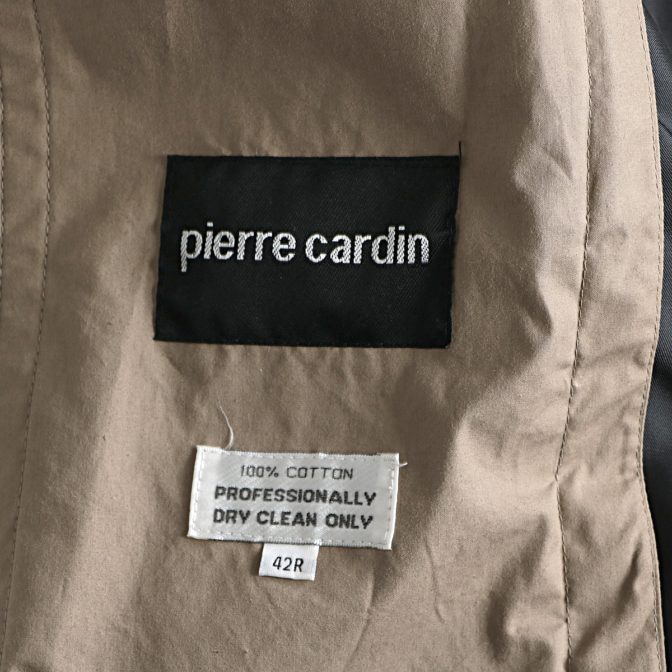 pierre cardin
100% COTTON
PROFESSIONALLY
DRY CLEAN ONLY
42R